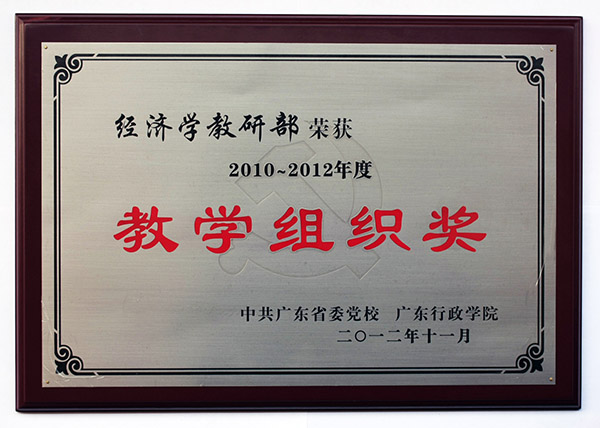 经济学教研部 荣获
2010~2012年度
教学组织奖
中共广东省委党校 广东行政学院
二〇一二年十一月